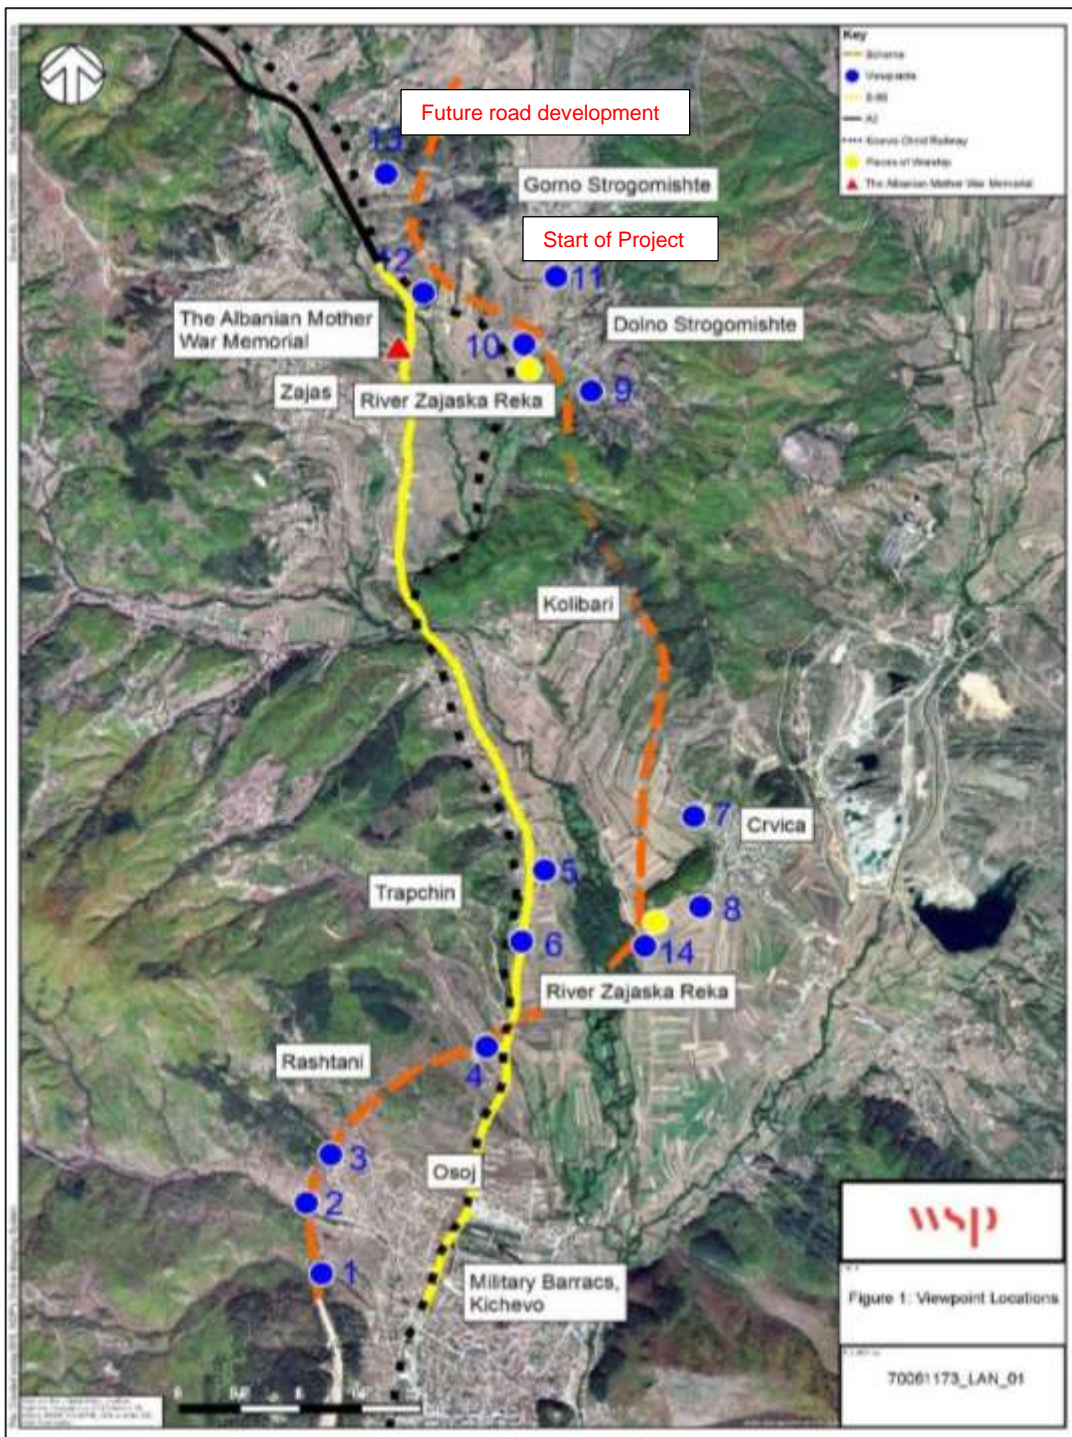 Key
Scheme
Viewpoints
A2
Kosovo Ohrid Railway
Places of Worship
The Albanian Mother War Memorial
Future road development
13
Gorno Strogomishte
Start of Project
12
11
The Albanian Mother
War Memorial
Dolno Strogomishte
10
Zajas
River Zajaska Reka
9
Kolibari
7
Crvica
5
Trapchin
8
6
14
River Zajaska Reka
Rashtani
4
3
Osoj
2
1
Military Barracs,
Kichevo
wsp
Figure 1: Viewpoint Locations
70061173_LAN_01